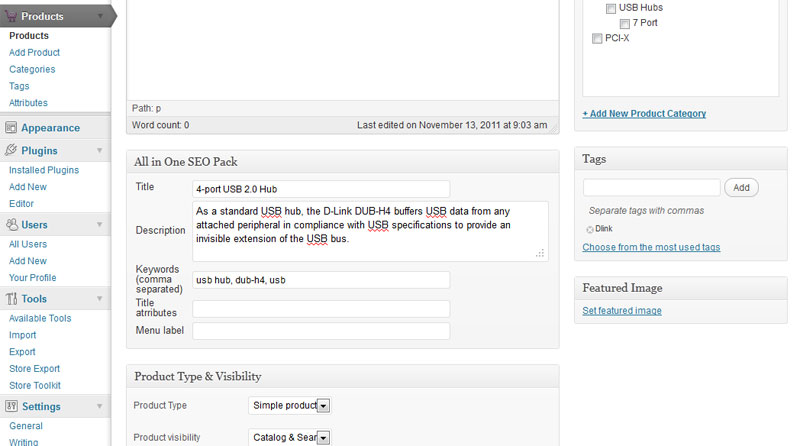 Products
Products
Add Product
Categories
Tags
Attributes
Appearance
Plugins
Installed Plugins
Add New
Editor
Users
All Users
Add New
Your Profile
Tools
Available Tools
Import
Export
Store Export
Store Toolkit
Settings
General
Writing
Path: p
Word count: 0
Last edited on November 13, 2011 at 9:03 am
All in One SEO Pack
Title
4-port USB 2.0 Hub
Description
As a standard USB hub, the D-Link DUB-H4 buffers USB data from any
attached peripheral in compliance with USB specifications to provide an
invisible extension of the USB bus.
Keywords
(comma
separated)
usb hub, dub-h4, usb
Title
atrributes
Menu label
Product Type & Visibility
Product Type
Simple product
Product visibility
Catalog & Sear
USB Hubs
7 Port
PCI-X
+ Add New Product Category
Tags
Add
Separate tags with commas
Dlink
Choose from the most used tags
Featured Image
Set featured image